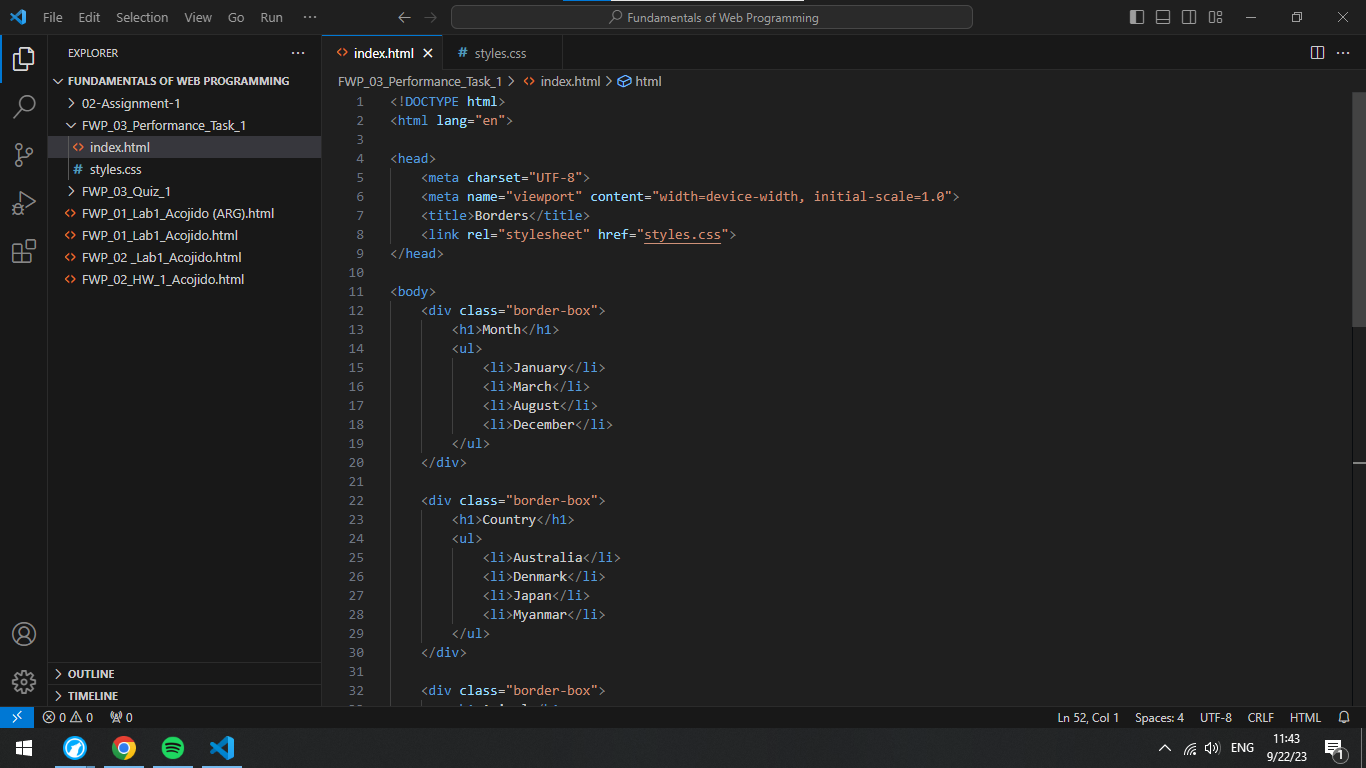 File Edit Selection View Go Run ··· Fundamentals of Web Programming
EXPLORER ···
FUNDAMENTALS OF WEB PROGRAMMING
02-Assignment-1
FWP_03_Performance_Task_1
index.html
# styles.css
FWP_03_Quiz_1
FWP_01_Lab1_Acojido (ARG).html
FWP_01_Lab1_Acojido.html
FWP_02 _Lab1_Acojido.html
FWP_02_HW_1_Acojido.html
OUTLINE
TIMELINE
index.html # styles.css
FWP_03_Performance_Task_1 > index.html > html
1 <!DOCTYPE html>
2 <html lang="en">
3
4 <head>
5     <meta charset="UTF-8">
6     <meta name="viewport" content="width=device-width, initial-scale=1.0">
7     <title>Borders</title>
8     <link rel="stylesheet" href="styles.css">
9 </head>
10
11 <body>
12     <div class="border-box">
13         <h1>Month</h1>
14         <ul>
15             <li>January</li>
16             <li>March</li>
17             <li>August</li>
18             <li>December</li>
19         </ul>
20     </div>
21
22     <div class="border-box">
23         <h1>Country</h1>
24         <ul>
25             <li>Australia</li>
26             <li>Denmark</li>
27             <li>Japan</li>
28             <li>Myanmar</li>
29         </ul>
30     </div>
31
32     <div class="border-box">
0 0 0 Ln 52, Col 1 Spaces: 4 UTF-8 CRLF HTML
ENG 11:43
9/22/23 1